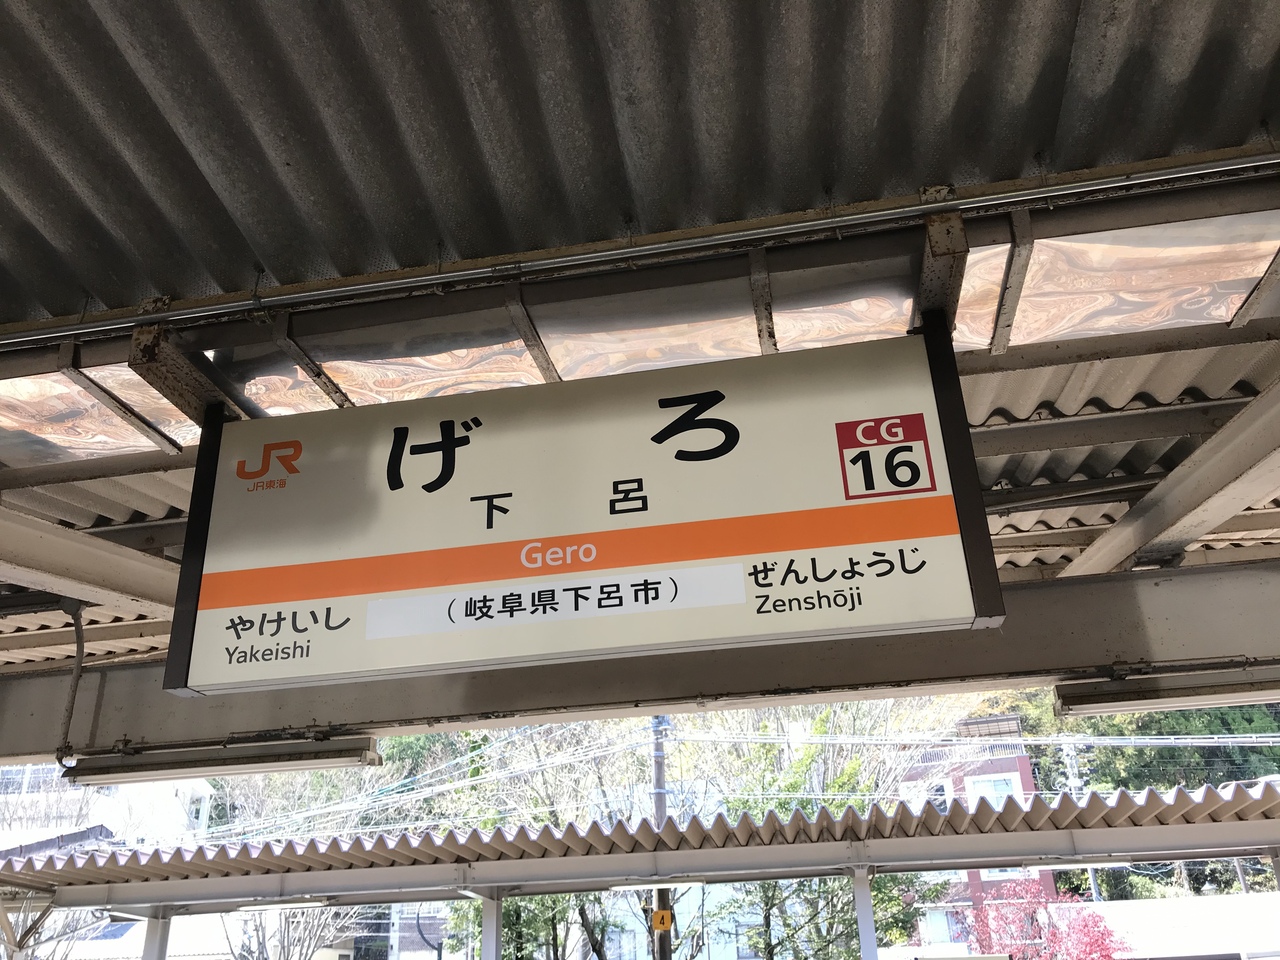 JR
JR東海
げろ
CG
16
下呂
Gero
やけいし
Yakeishi
(岐阜県下呂市)
ぜんしょうじ
Zenshōji
4